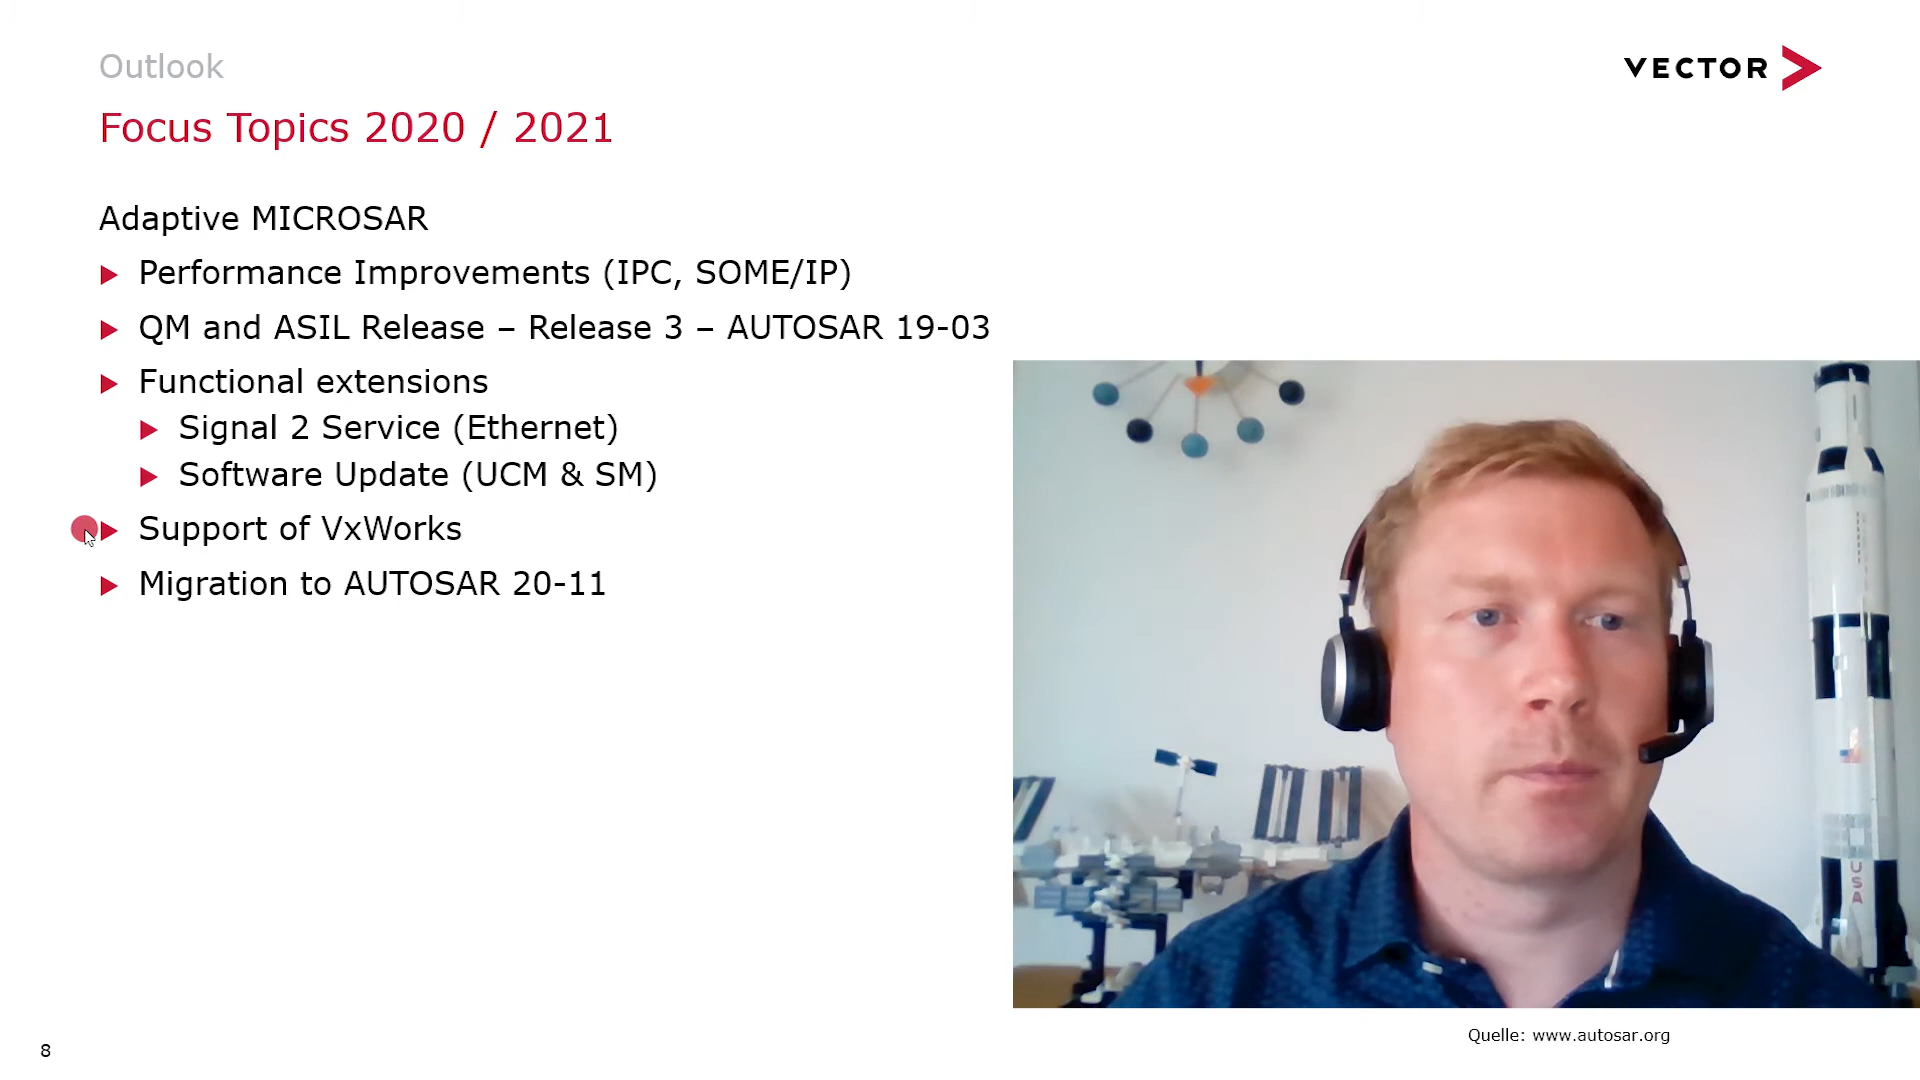 Outlook
VECTOR
Focus Topics 2020 / 2021
Adaptive MICROSAR
Performance Improvements (IPC, SOME/IP)
QM and ASIL Release – Release 3 – AUTOSAR 19-03
Functional extensions
Signal 2 Service (Ethernet)
Software Update (UCM & SM)
Support of VxWorks
Migration to AUTOSAR 20-11
USA
Quelle: www.autosar.org
8